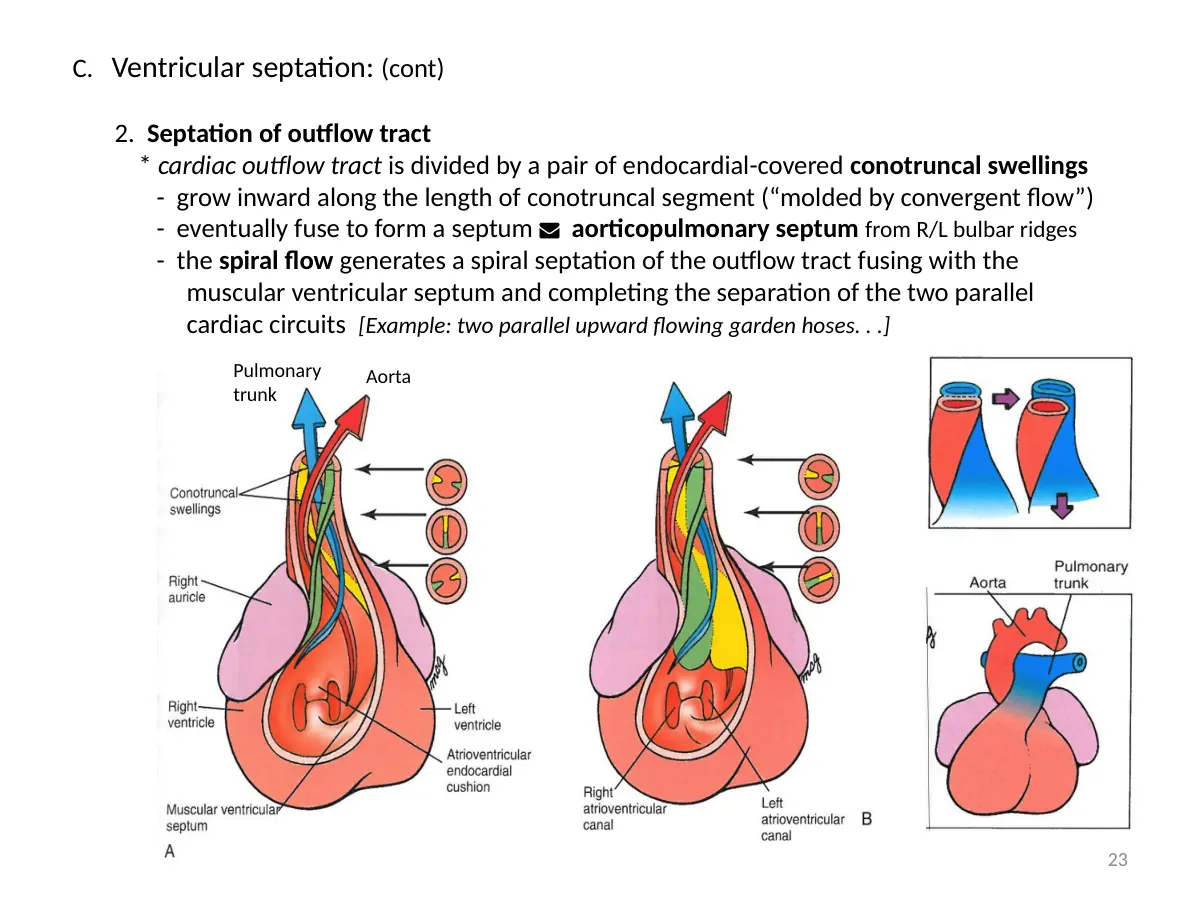 C. Ventricular septation: (cont)
2. Septation of outflow tract
* cardiac outflow tract is divided by a pair of endocardial-covered conotruncal swellings
- grow inward along the length of conotruncal segment (“molded by convergent flow”)
- eventually fuse to form a septum aorticopulmonary septum from R/L bulbar ridges
- the spiral flow generates a spiral septation of the outflow tract fusing with the
muscular ventricular septum and completing the separation of the two parallel
cardiac circuits [Example: two parallel upward flowing garden hoses. . .]
Pulmonary
trunk
Aorta
Conotruncal
swellings
Right
auricle
Right
ventricle
Left
ventricle
Atrioventricular
endocardial
cushion
Muscular ventricular
septum
A
Right
atrioventricular
canal
Left
atrioventricular
canal
B
Aorta
Pulmonary
trunk
23